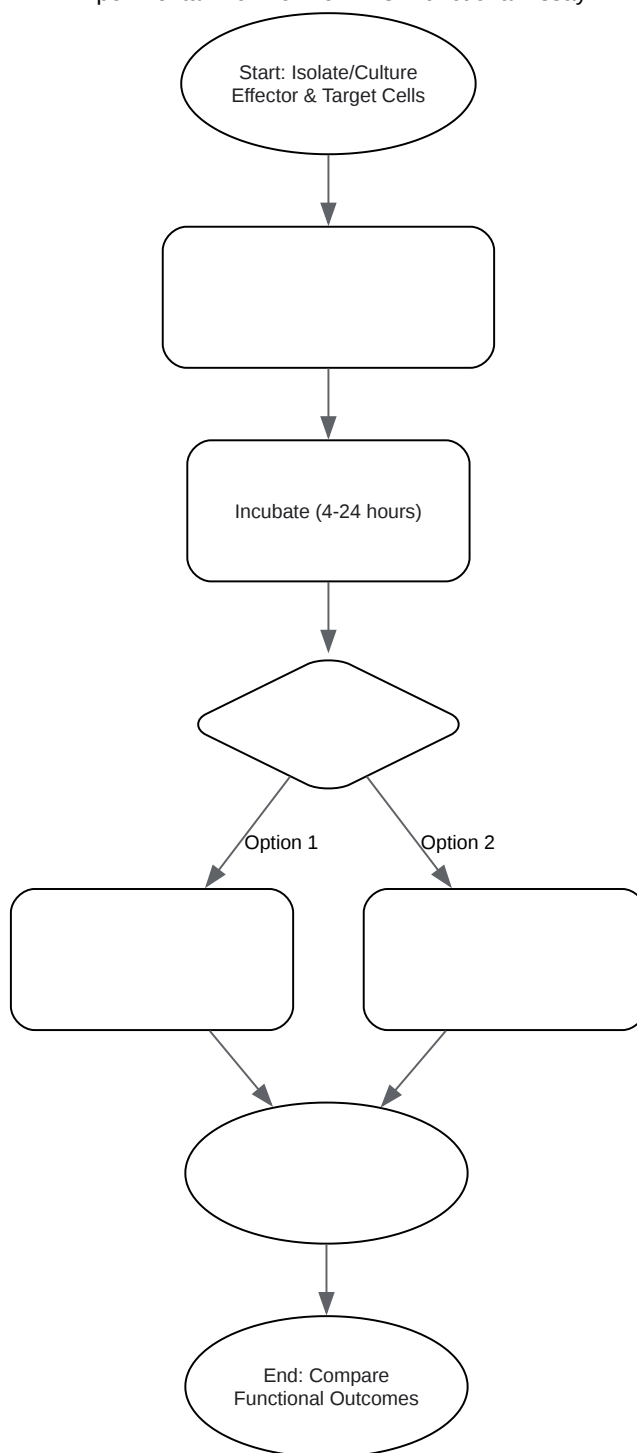 Start: Isolate/Culture
Effector & Target Cells
Incubate (4-24 hours)
Option 1
Option 2
End: Compare
Functional Outcomes